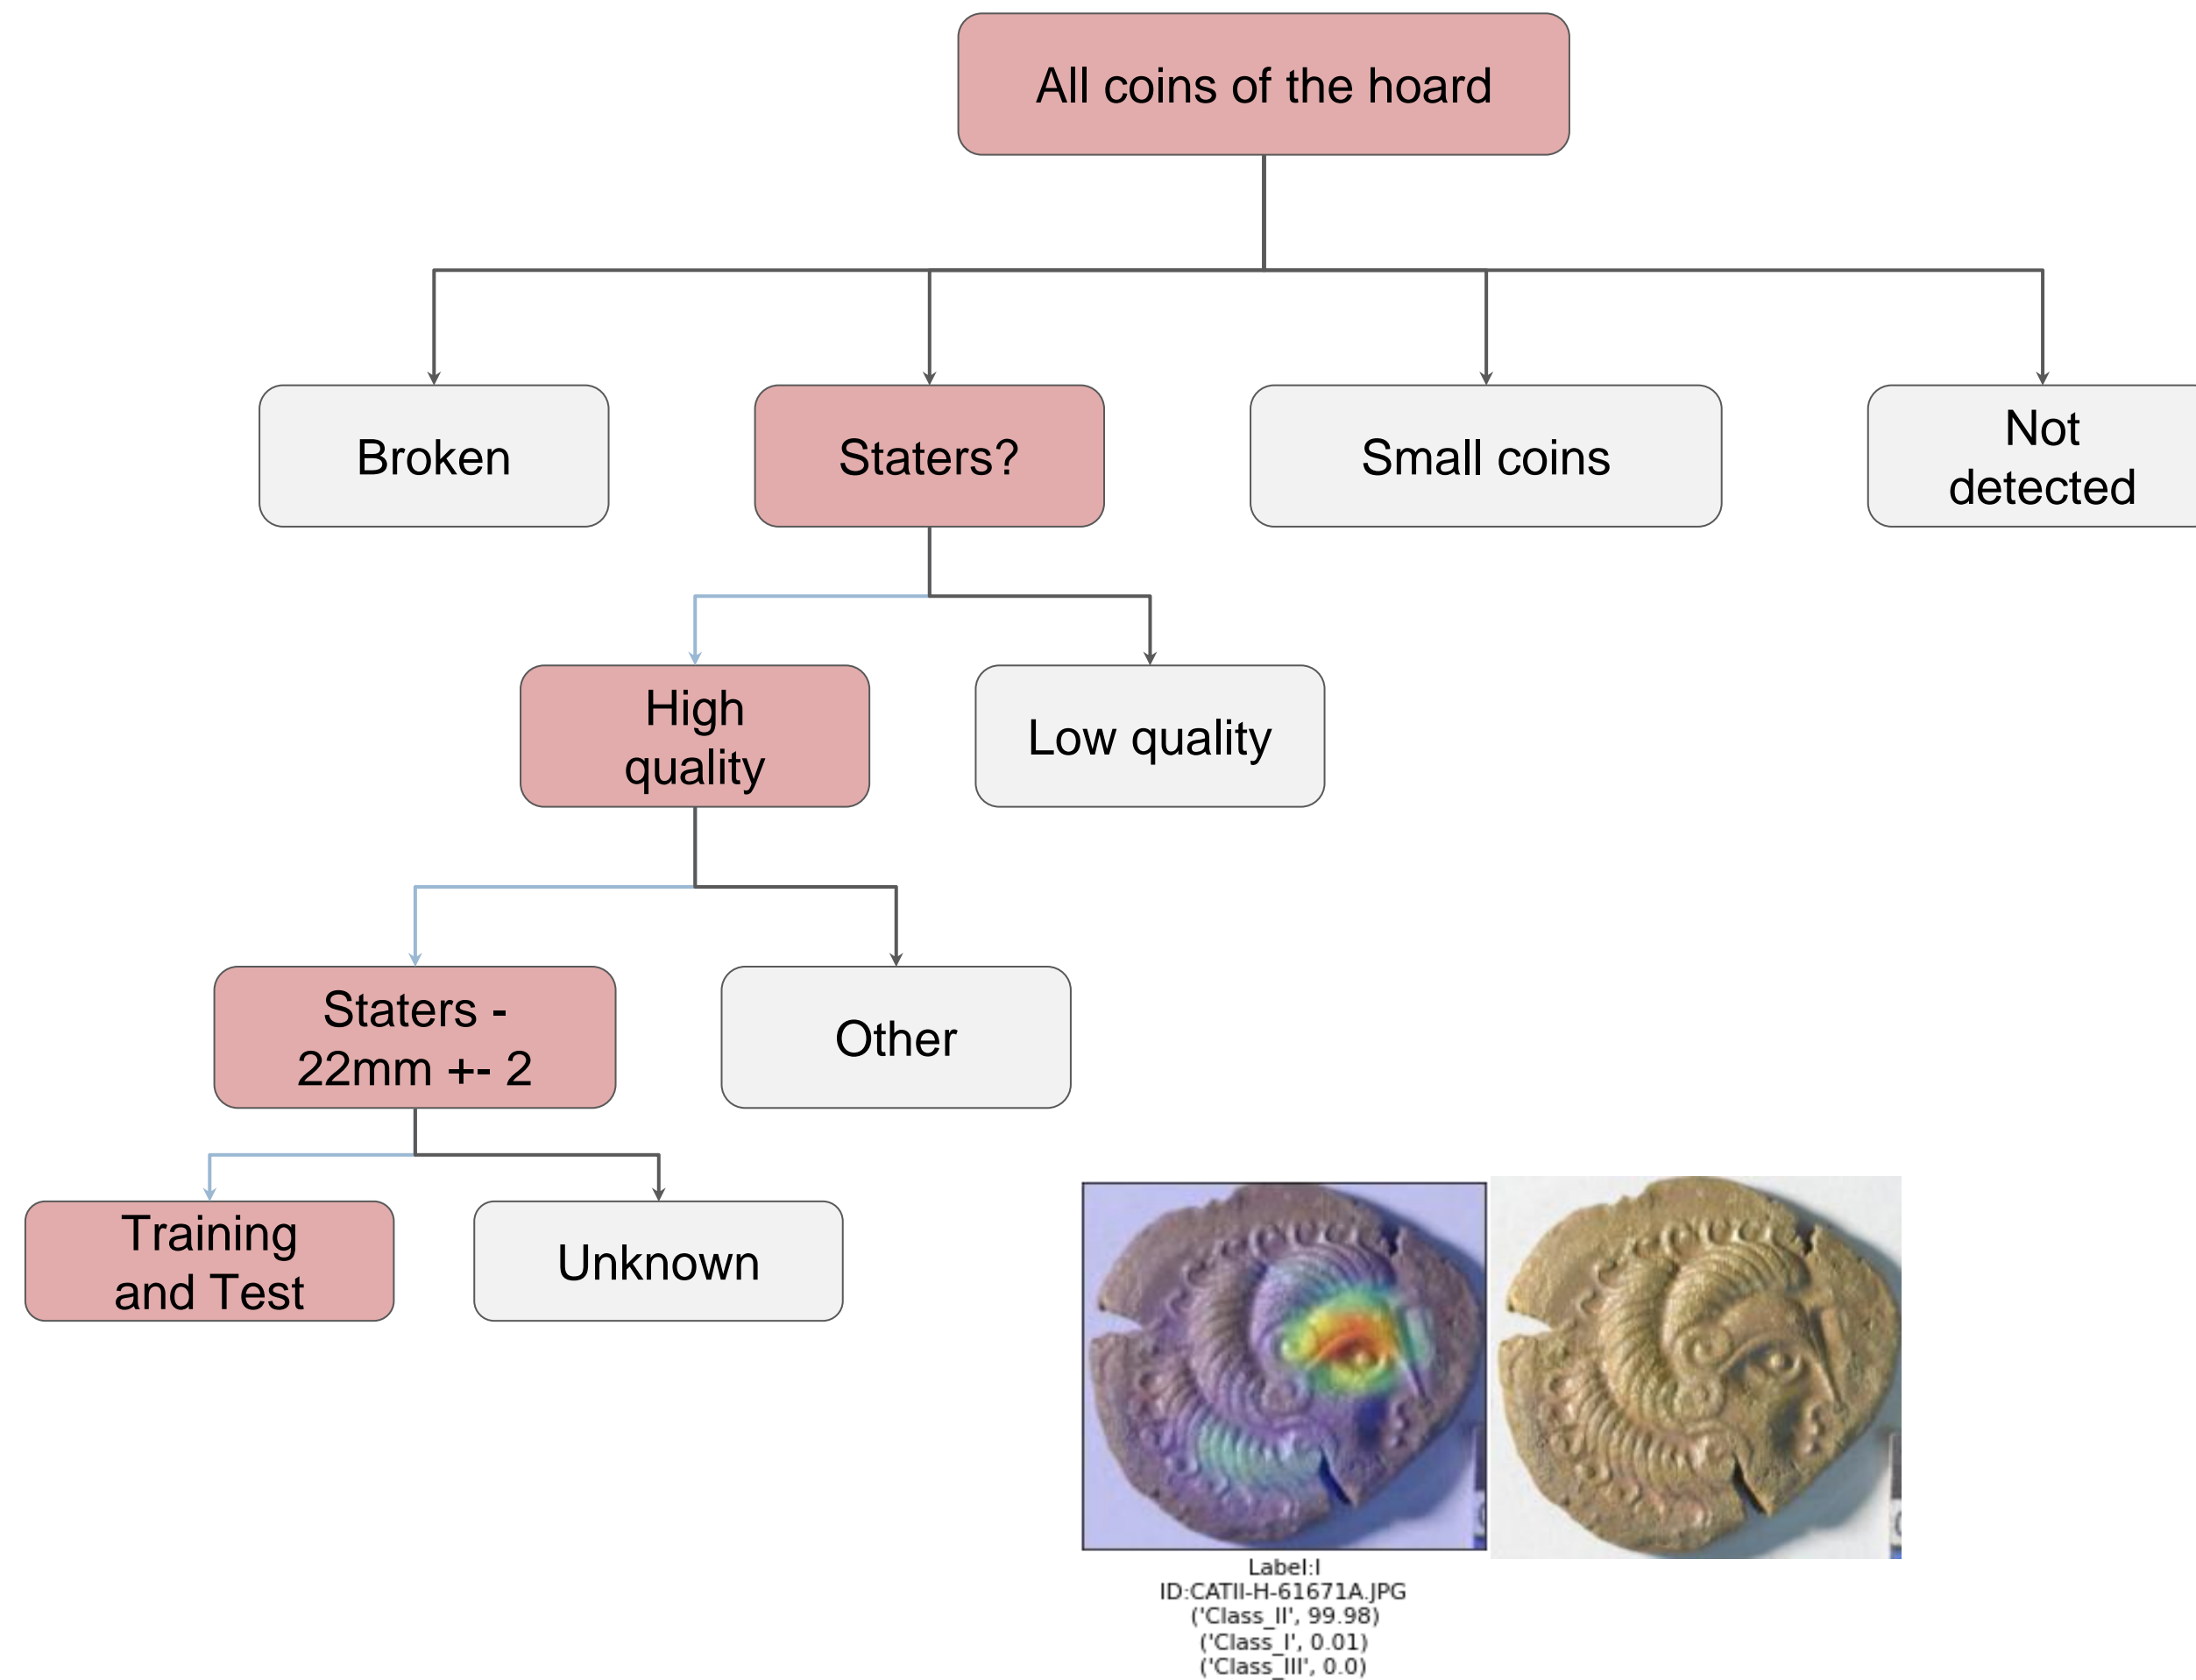 All coins of the hoard
Broken
Staters?
Small coins
Not
detected
High
quality
Low quality
Staters -
22mm +- 2
Other
Training
and Test
Unknown
Label:I
ID:CATII-H-61671A.JPG
('Class_II', 99.98)
('Class_I', 0.01)
('Class_III', 0.0)